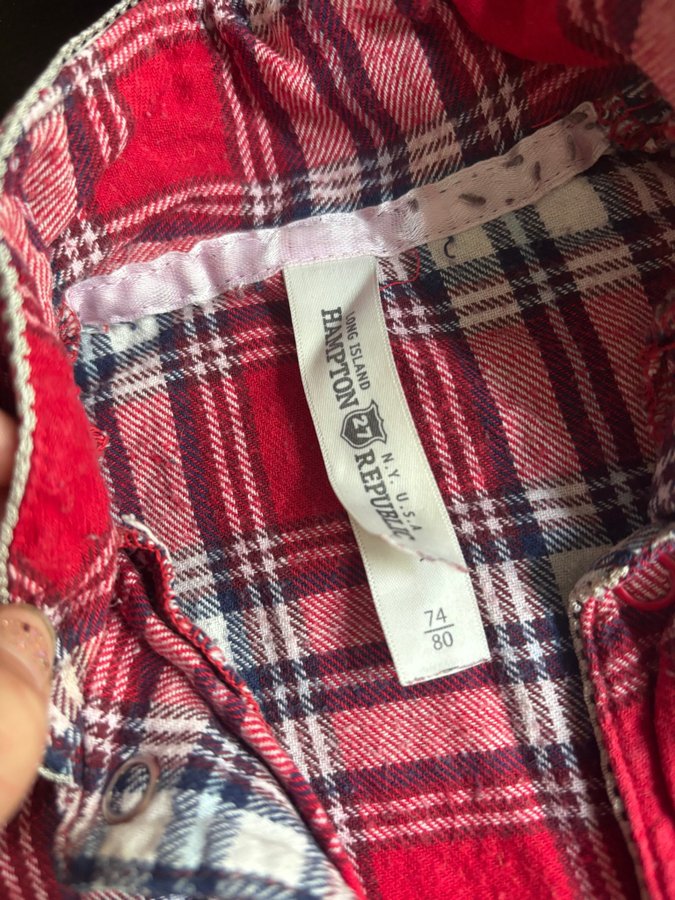 LONG ISLAND
HAMPTON
27
N.Y. U.S.A
REPUBLIC
74
80